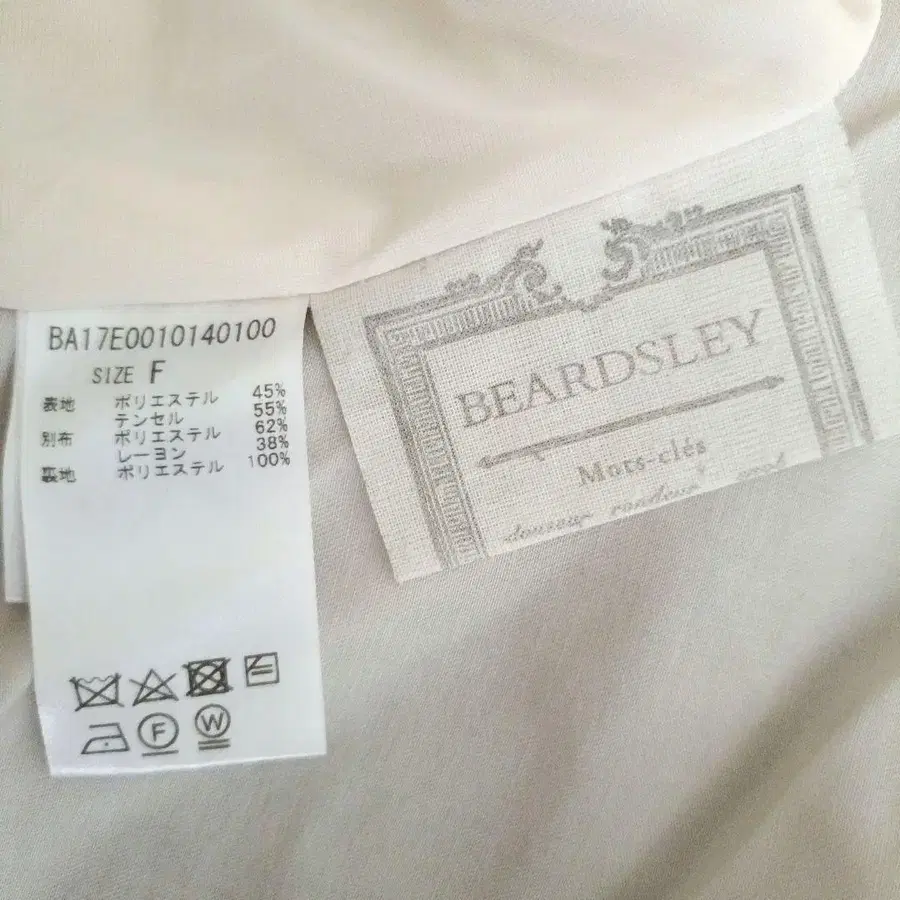 BA17E0010140100
SIZE F
表地 ポリエステル 45%
テンセル 55%
別布 ポリエステル 62%
レーヨン 38%
裏地 ポリエステル 100%
F W
BEARDSLEY
Mots-clés
douceur rondeur